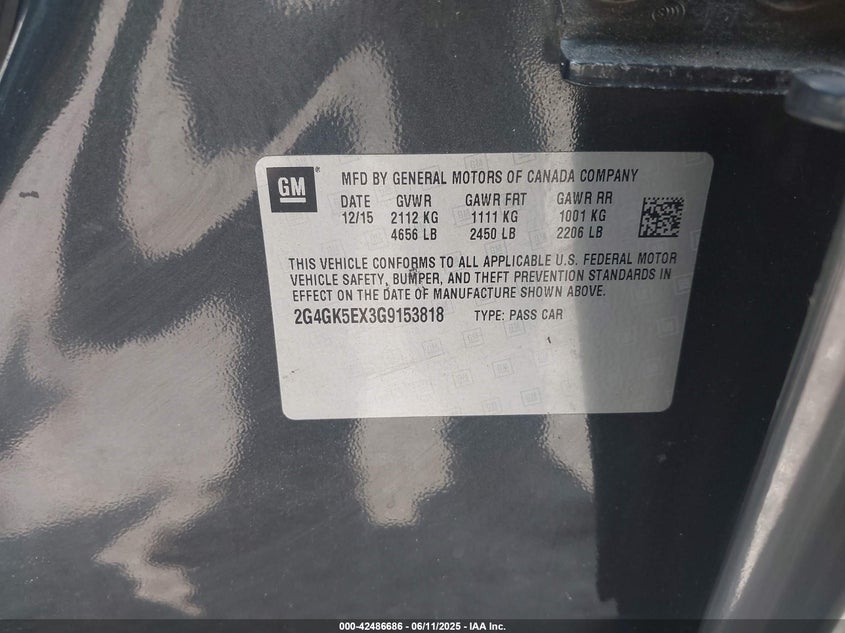 GM
MFD BY GENERAL MOTORS OF CANADA COMPANY
DATE GVWR GAWR FRT GAWR RR
12/15 2112 KG 1111 KG 1001 KG
4656 LB 2450 LB 2206 LB
THIS VEHICLE CONFORMS TO ALL APPLICABLE U.S. FEDERAL MOTOR
VEHICLE SAFETY, BUMPER, AND THEFT PREVENTION STANDARDS IN
EFFECT ON THE DATE OF MANUFACTURE SHOWN ABOVE.
2G4GK5EX3G9153818 TYPE: PASS CAR
000-42486686 - 06/11/2025 - IAA Inc.